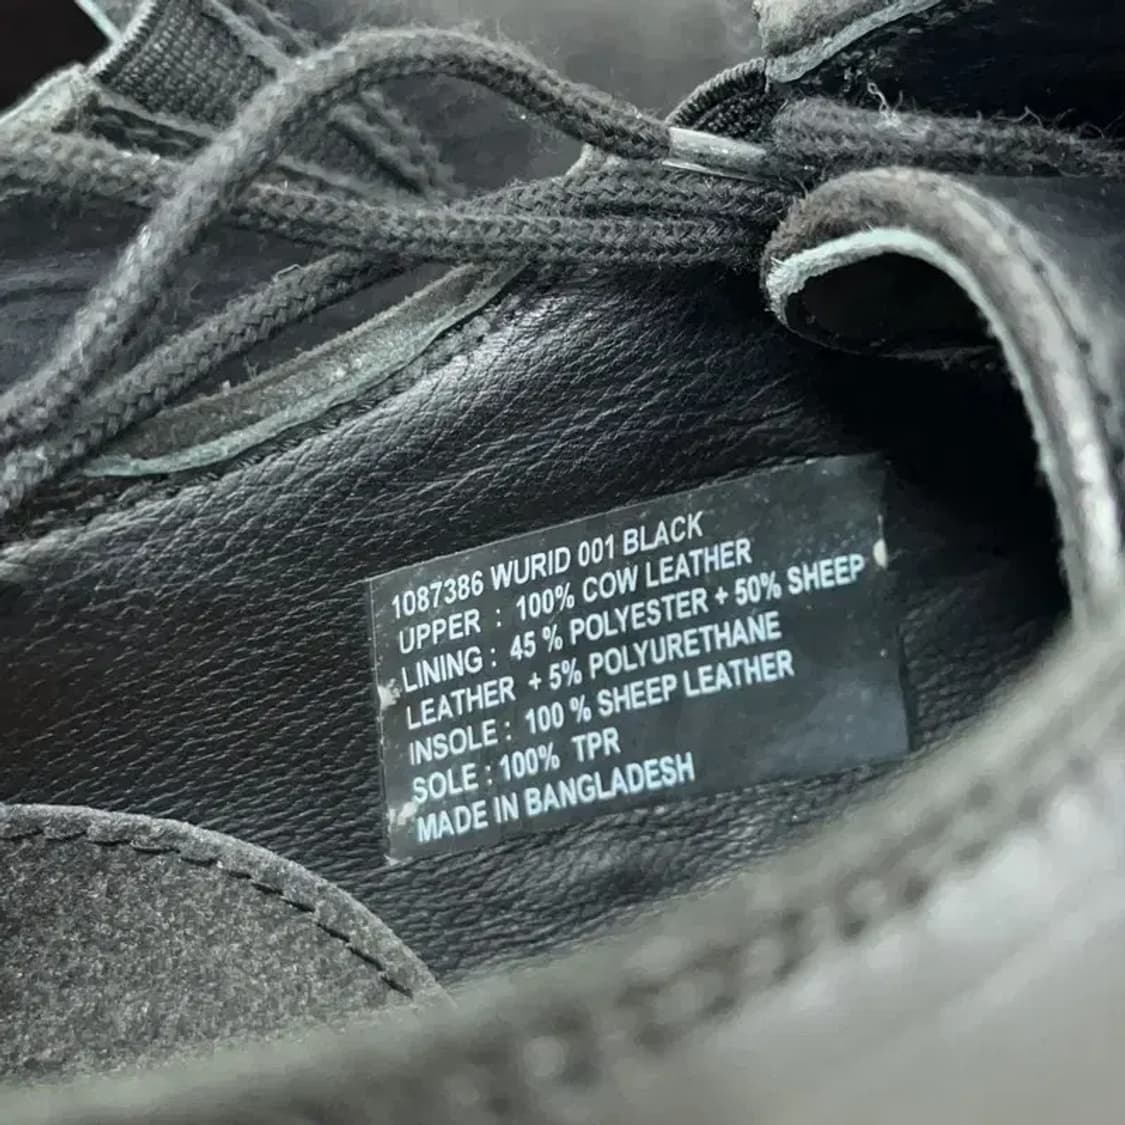 1087386 WURID 001 BLACK
UPPER : 100% COW LEATHER
LINING : 45 % POLYESTER + 50% SHEEP
LEATHER + 5% POLYURETHANE
INSOLE : 100 % SHEEP LEATHER
SOLE : 100% TPR
MADE IN BANGLADESH